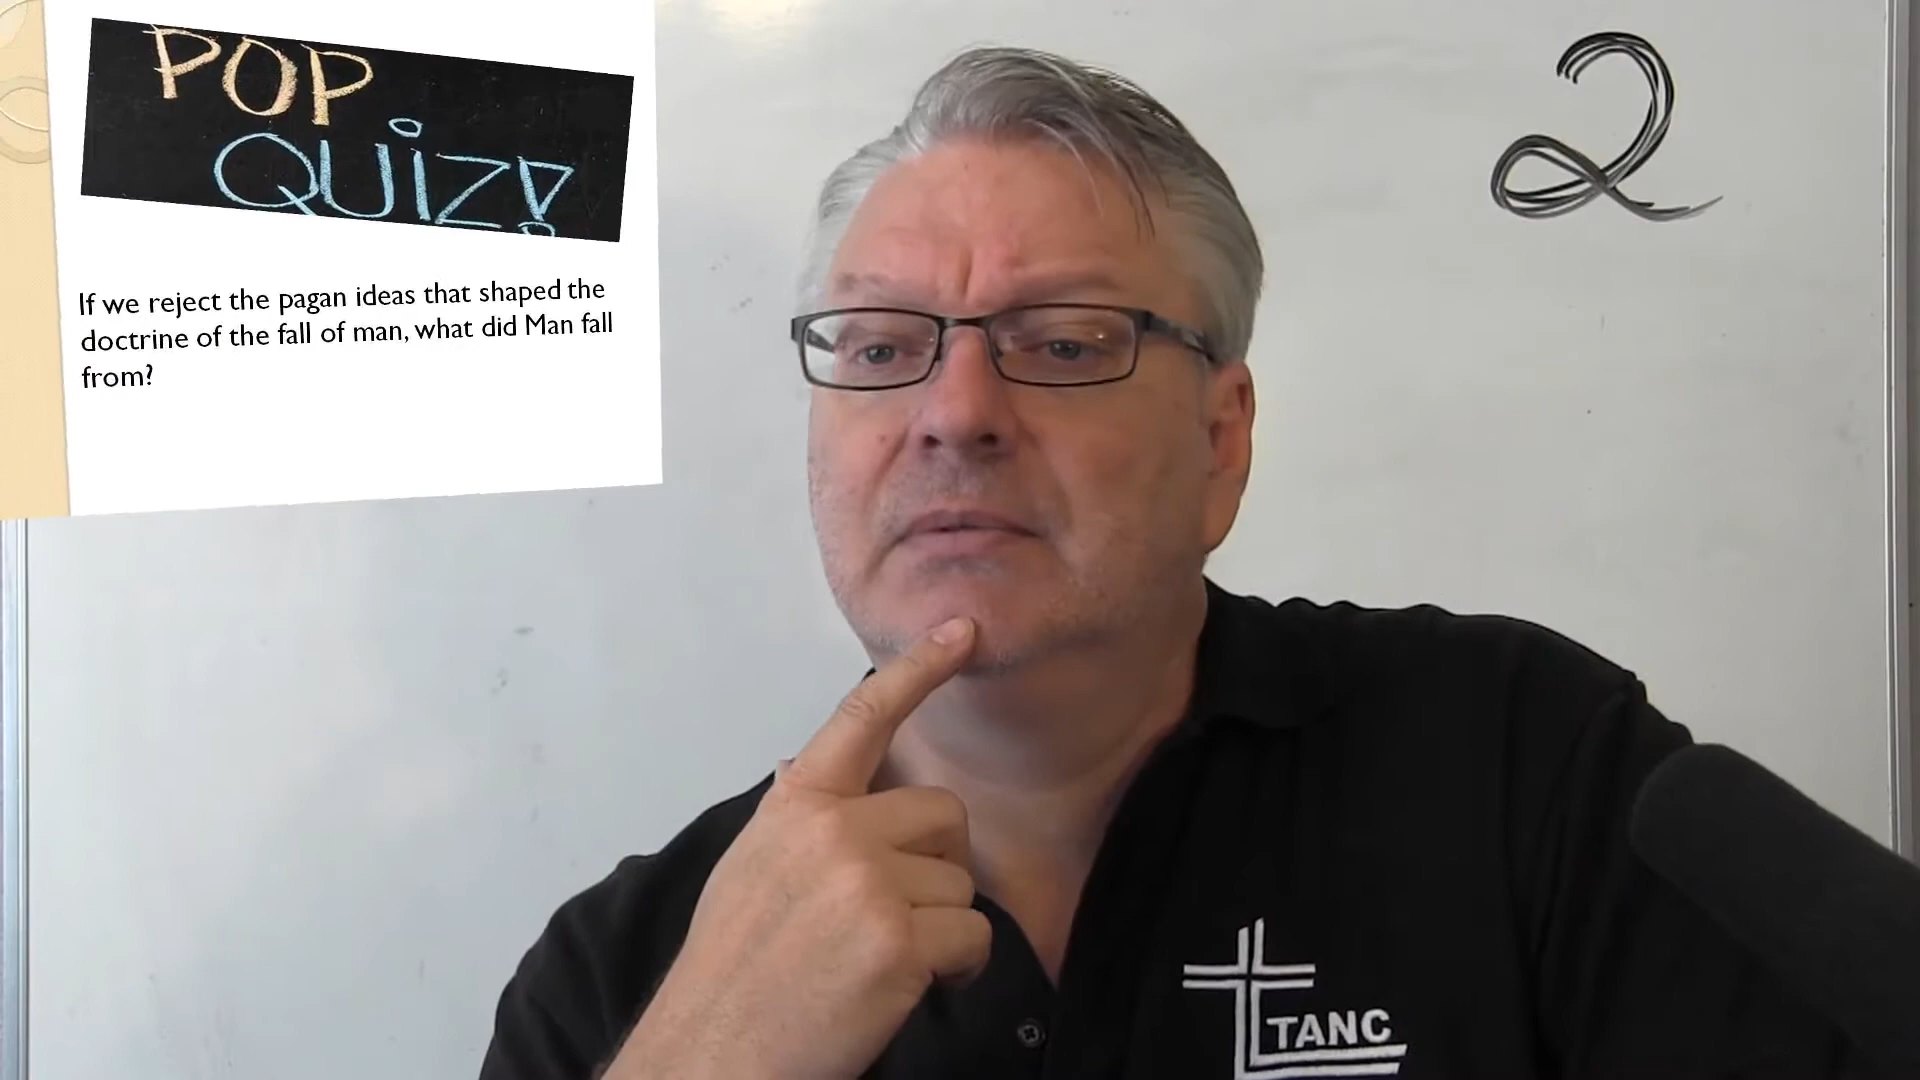 POP
QUiZ!
If we reject the pagan ideas that shaped the
doctrine of the fall of man, what did Man fall
from?
2
TANC